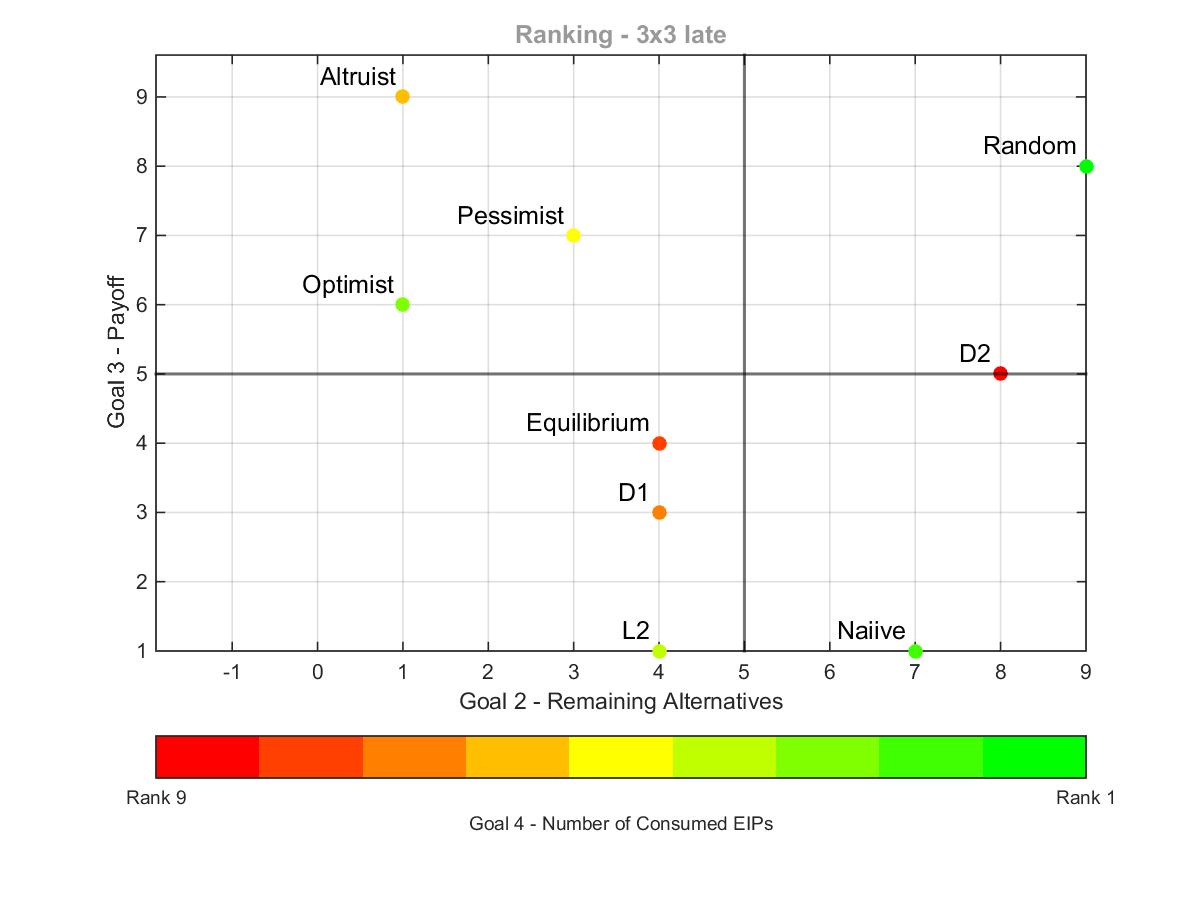 Ranking - 3x3 late
Altruist
Random
Pessimist
Optimist
D2
Equilibrium
D1
L2
Naiive
9
8
7
6
5
4
3
2
1
Goal 3 - Payoff
-1 0 1 2 3 4 5 6 7 8 9
Goal 2 - Remaining Alternatives
Rank 9 Rank 1
Goal 4 - Number of Consumed EIPs